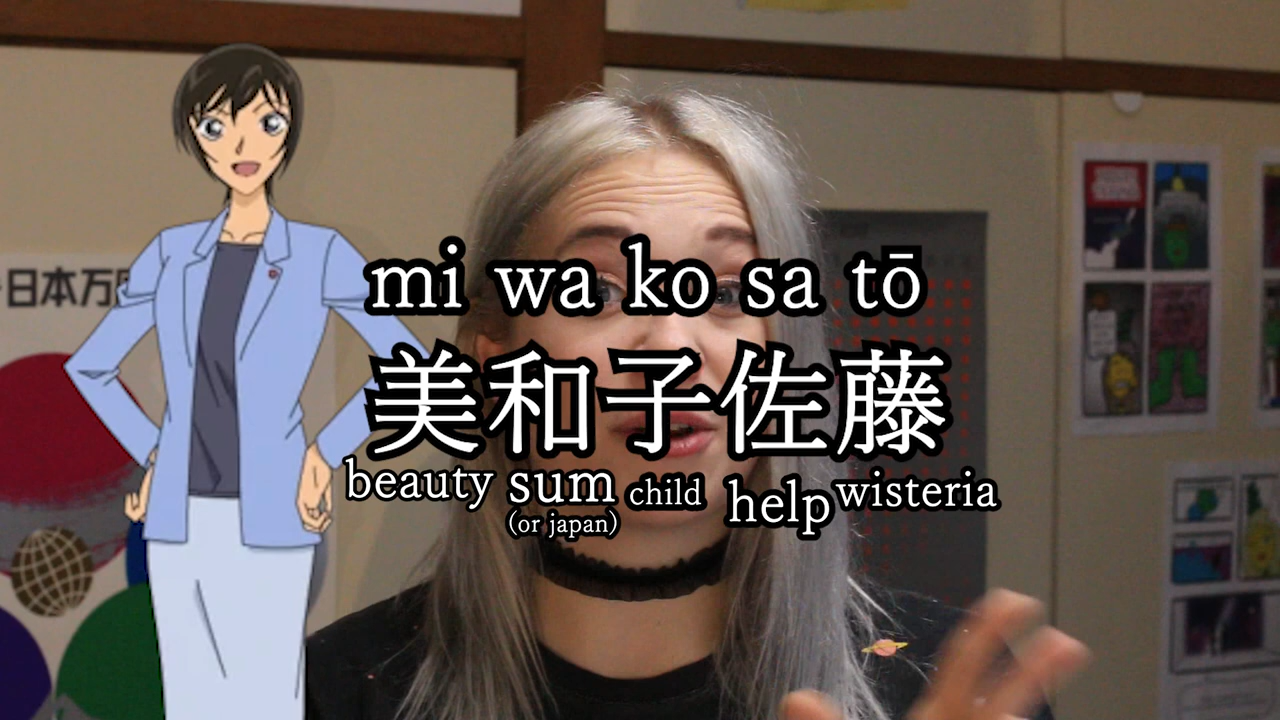 mi wa ko sa tō
美和子佐藤
beauty sum child help wisteria
(or japan)
日本万